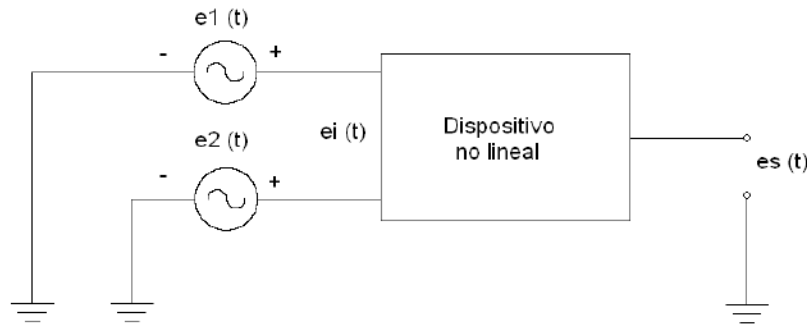 e1 (t)
- +
e2 (t)
- +
ei (t)
Dispositivo
no lineal
es (t)